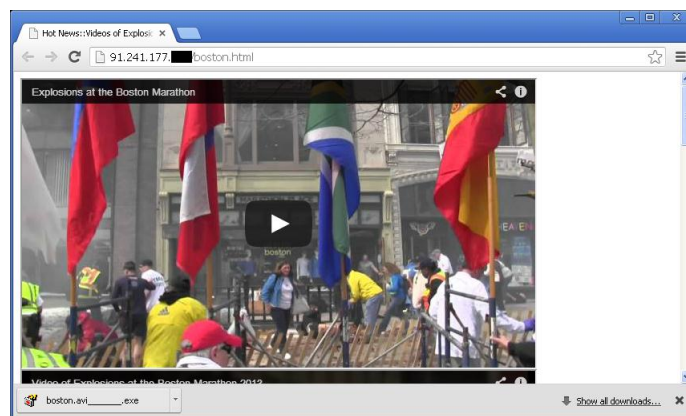 Hot News::Videos of Explosi
91.241.177. /boston.html
Explosions at the Boston Marathon
boston
HEAVEN
Video of Explosions at the Boston Marathon 2013
boston.avi_______.exe
Show all downloads...